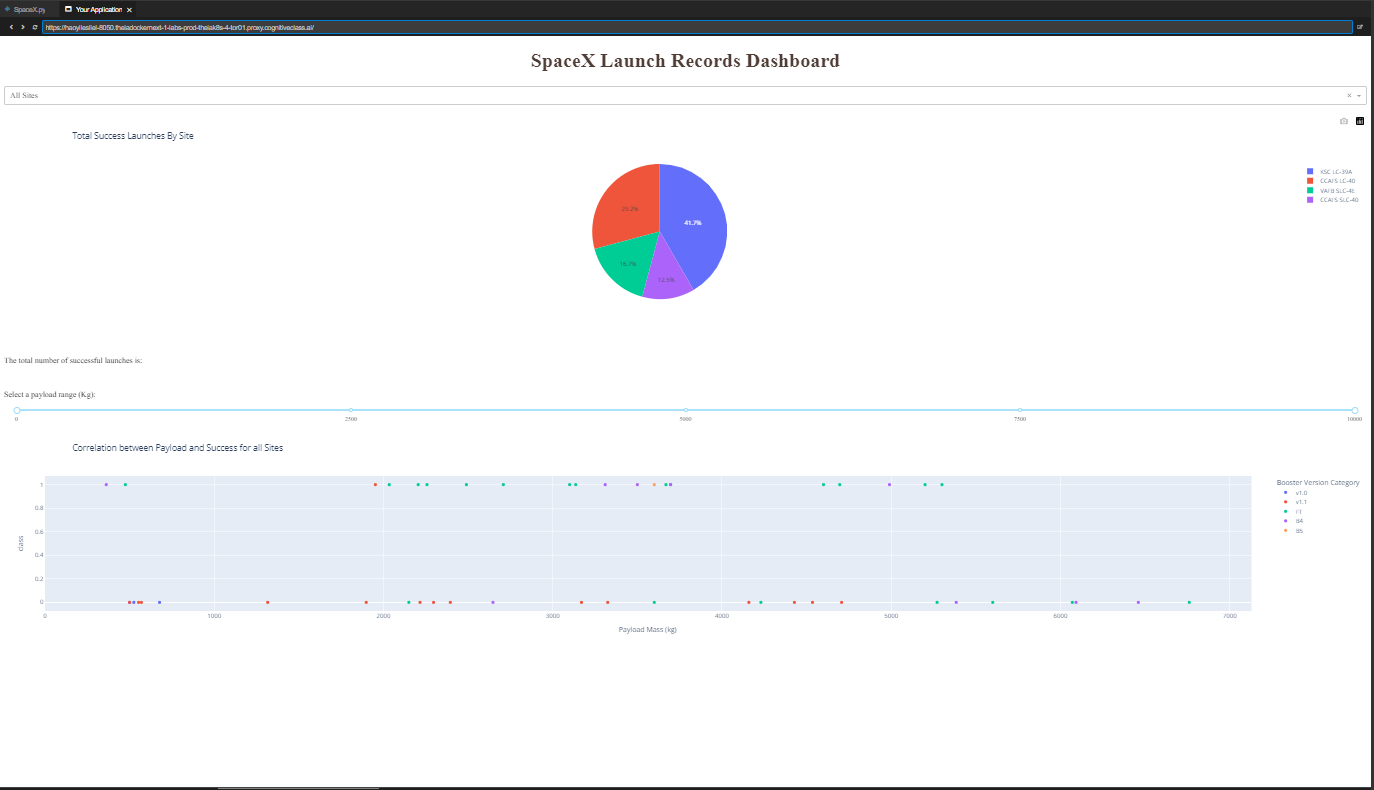 SpaceX.py
Your Application
https://haoyileilei-8050.theiadockernext-1-labs-prod-theiak8s-4-tor01.proxy.cognitiveclass.ai/
SpaceX Launch Records Dashboard
All Sites
Total Success Launches By Site
29.2%
41.7%
16.7%
12.5%
KSC LC-39A
CCAFS LC-40
VAFB SLC-4E
CCAFS SLC-40
The total number of successful launches is:
Select a payload range (Kg):
0 2500 5000 7500 10000
Correlation between Payload and Success for all Sites
class
1
0.8
0.6
0.4
0.2
0
0 1000 2000 3000 4000 5000 6000 7000
Payload Mass (kg)
Booster Version Category
v1.0
v1.1
FT
B4
B5